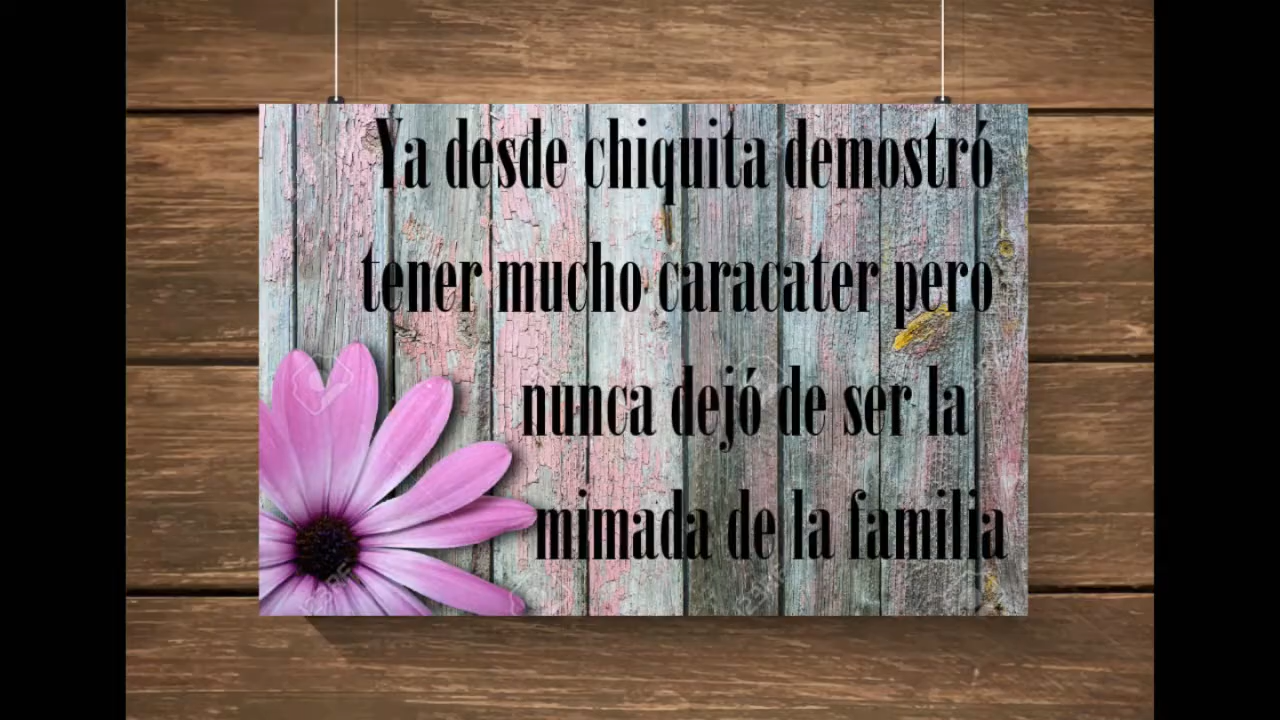 Ya desde chiquita demostró
tener mucho caracater pero
nunca dejó de ser la
mimada de la familia